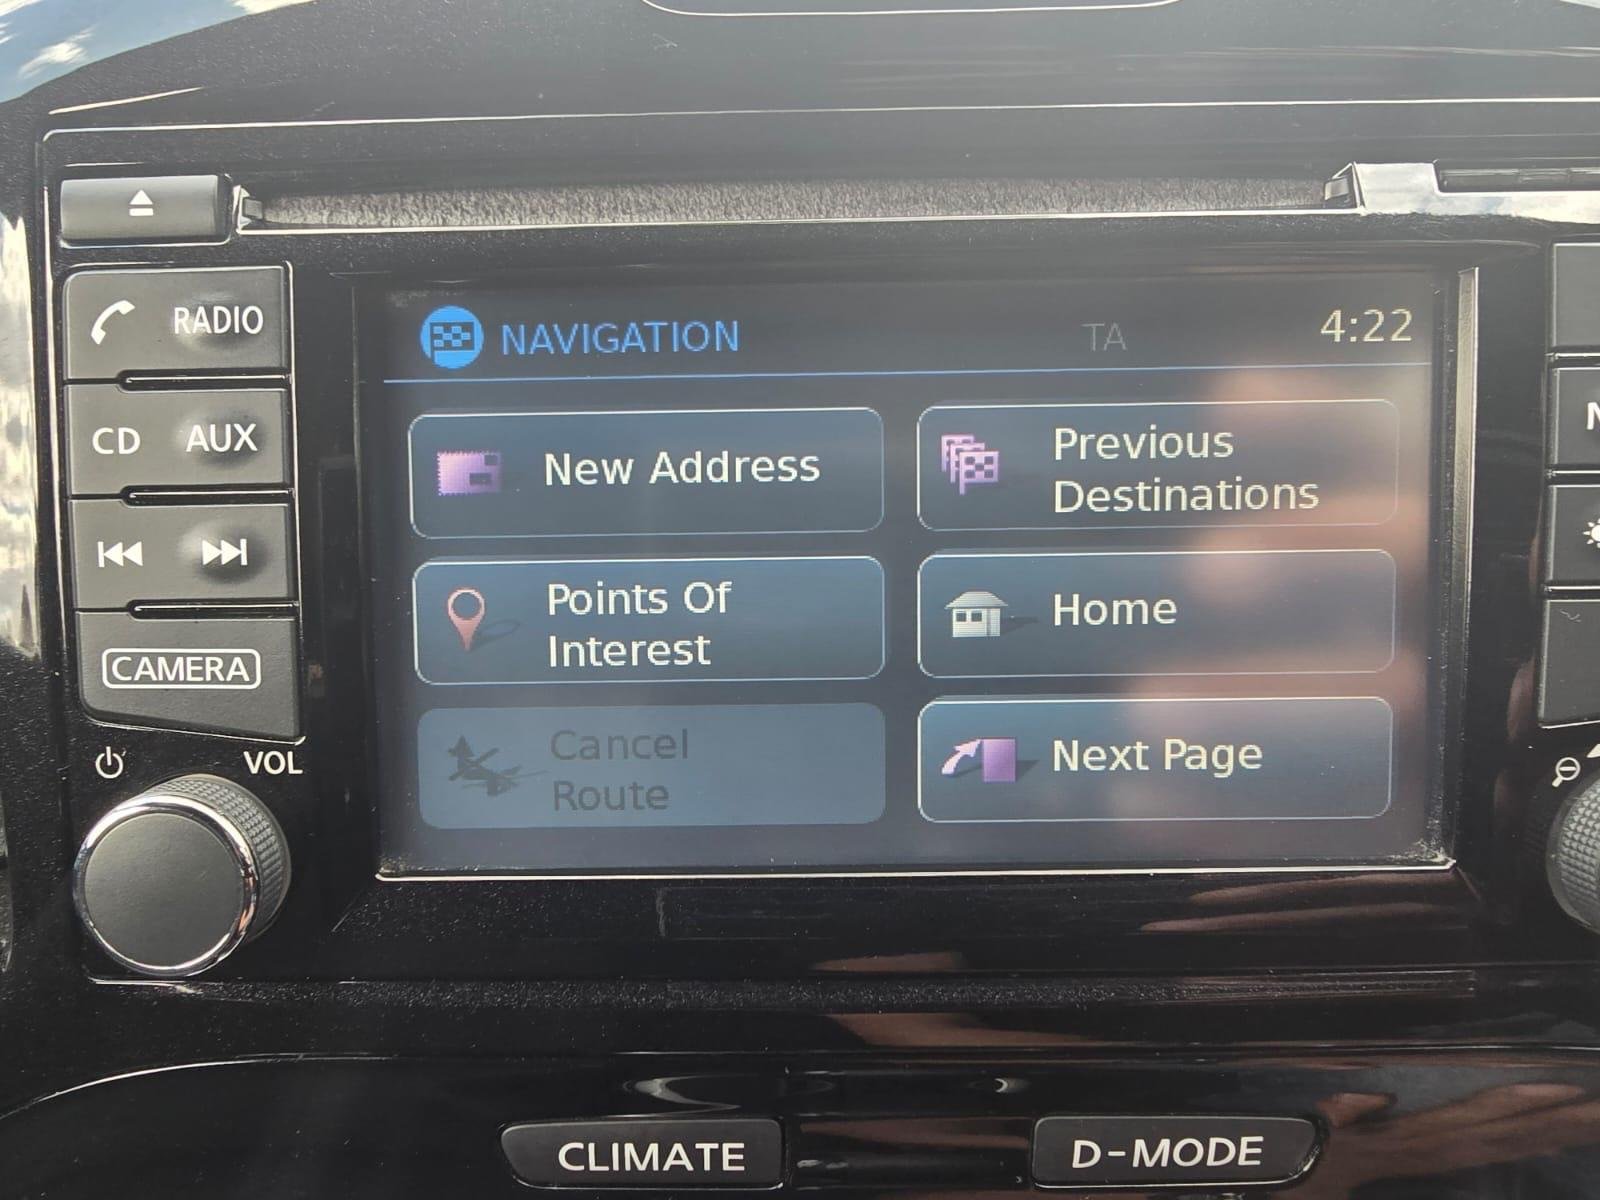 RADIO
CD AUX
CAMERA
VOL
NAVIGATION
TA
4:22
New Address
Previous
Destinations
Points Of
Interest
Home
Cancel
Route
Next Page
CLIMATE
D-MODE